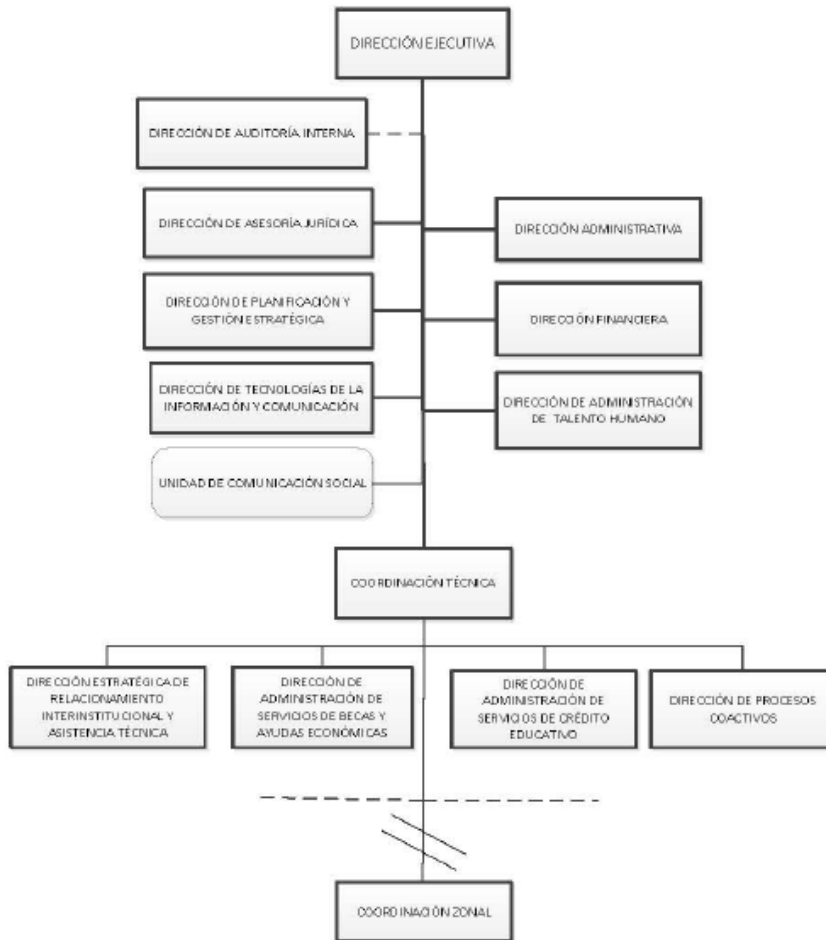 DIRECCIÓN EJECUTIVA
DIRECCIÓN DE AUDITORÍA INTERNA
DIRECCIÓN DE ASESORÍA JURÍDICA
DIRECCIÓN ADMINISTRATIVA
DIRECCIÓN DE PLANIFICACIÓN Y
GESTIÓN ESTRATÉGICA
DIRECCIÓN FINANCIERA
DIRECCIÓN DE TECNOLOGÍAS DE LA
INFORMACIÓN Y COMUNICACIÓN
DIRECCIÓN DE ADMINISTRACIÓN
DE TALENTO HUMANO
UNIDAD DE COMUNICACIÓN SOCIAL
COORDINACIÓN TÉCNICA
DIRECCIÓN ESTRATÉGICA DE
RELACIONAMIENTO
INTERINSTITUCIONAL Y
ASISTENCIA TÉCNICA
DIRECCIÓN DE
ADMINISTRACIÓN DE
SERVICIOS DE BECAS Y
AYUDAS ECONÓMICAS
DIRECCIÓN DE
ADMINISTRACIÓN DE
SERVICIOS DE CRÉDITO
EDUCATIVO
DIRECCIÓN DE PROCESOS
COACTIVOS
COORDINACIÓN ZONAL